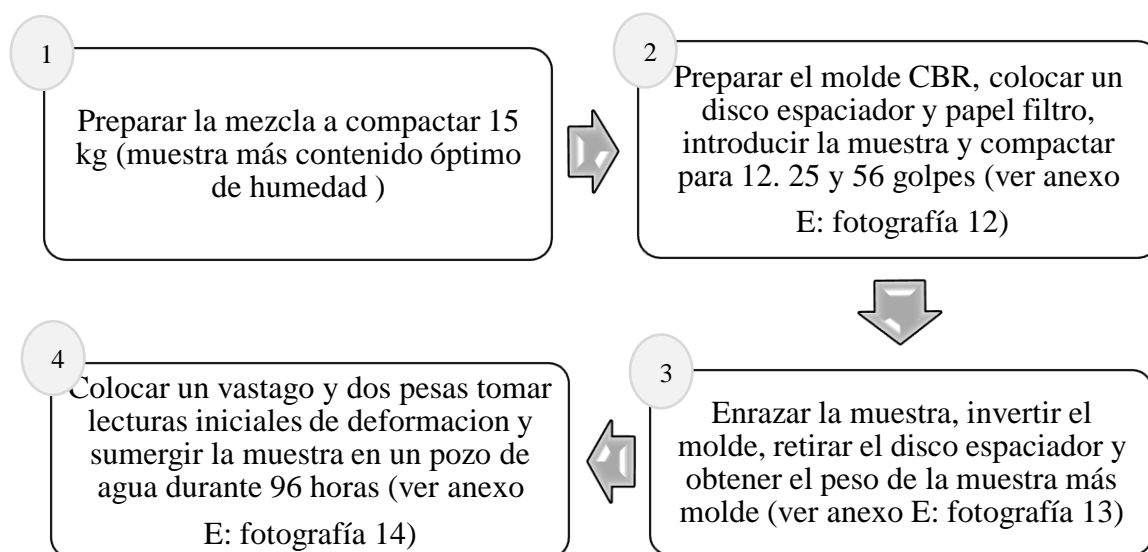 1
Preparar la mezcla a compactar 15
kg (muestra más contenido óptimo
de humedad )
2
Preparar el molde CBR, colocar un
disco espaciador y papel filtro,
introducir la muestra y compactar
para 12. 25 y 56 golpes (ver anexo
E: fotografía 12)
3
Enrazar la muestra, invertir el
molde, retirar el disco espaciador y
obtener el peso de la muestra más
molde (ver anexo E: fotografía 13)
4
Colocar un vastago y dos pesas tomar
lecturas iniciales de deformacion y
sumergir la muestra en un pozo de
agua durante 96 horas (ver anexo
E: fotografía 14)